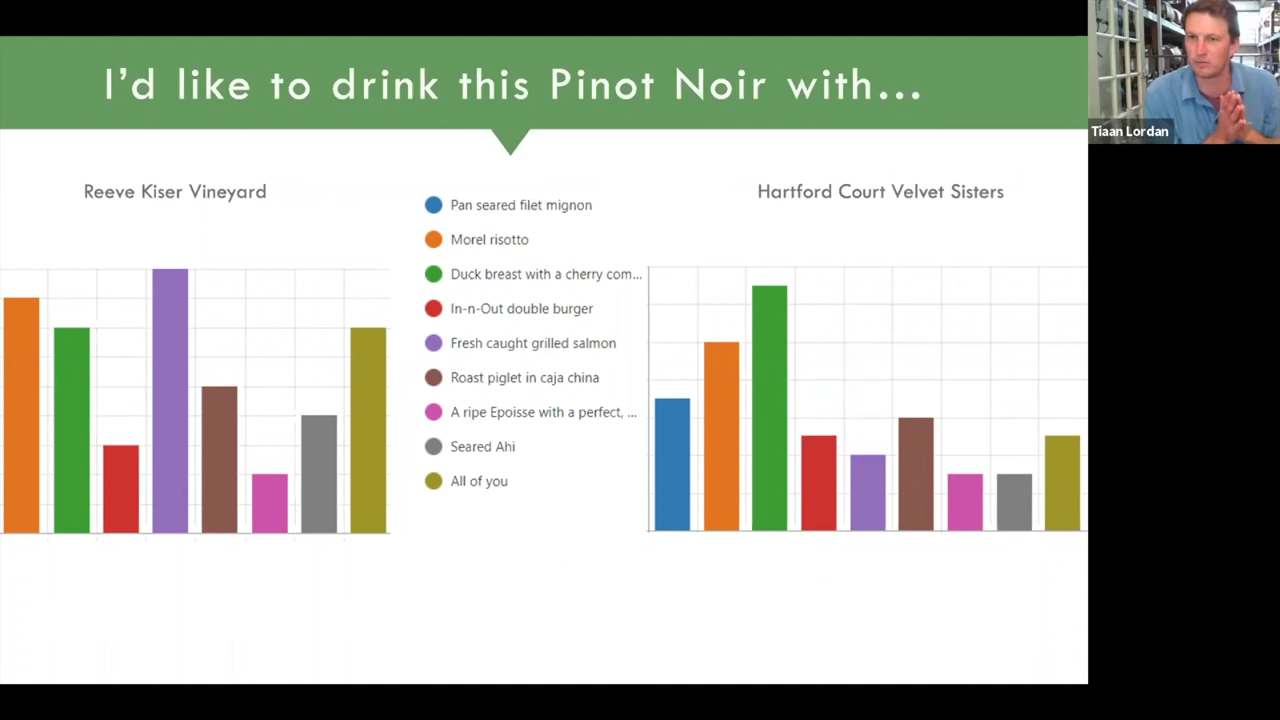 I'd like to drink this Pinot Noir with...
Tiaan Lordan
Reeve Kiser Vineyard
Pan seared filet mignon
Morel risotto
Duck breast with a cherry com...
In-n-Out double burger
Fresh caught grilled salmon
Roast piglet in caja china
A ripe Epoisse with a perfect, ...
Seared Ahi
All of you
Hartford Court Velvet Sisters